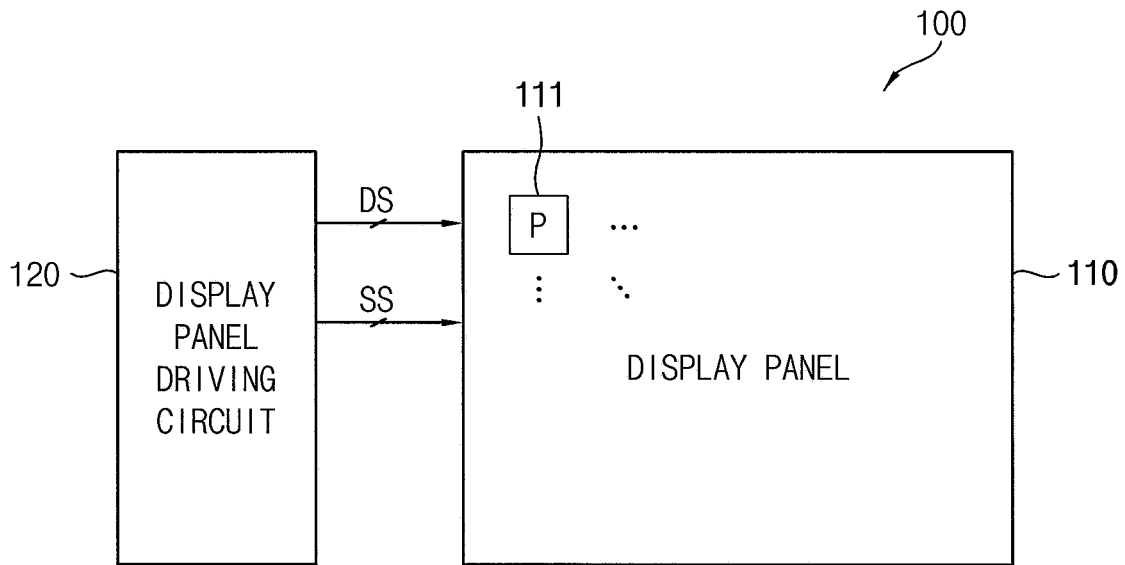 100
111
DS
P
...
120
110
SS
DISPLAY
PANEL
DRIVING
CIRCUIT
DISPLAY PANEL